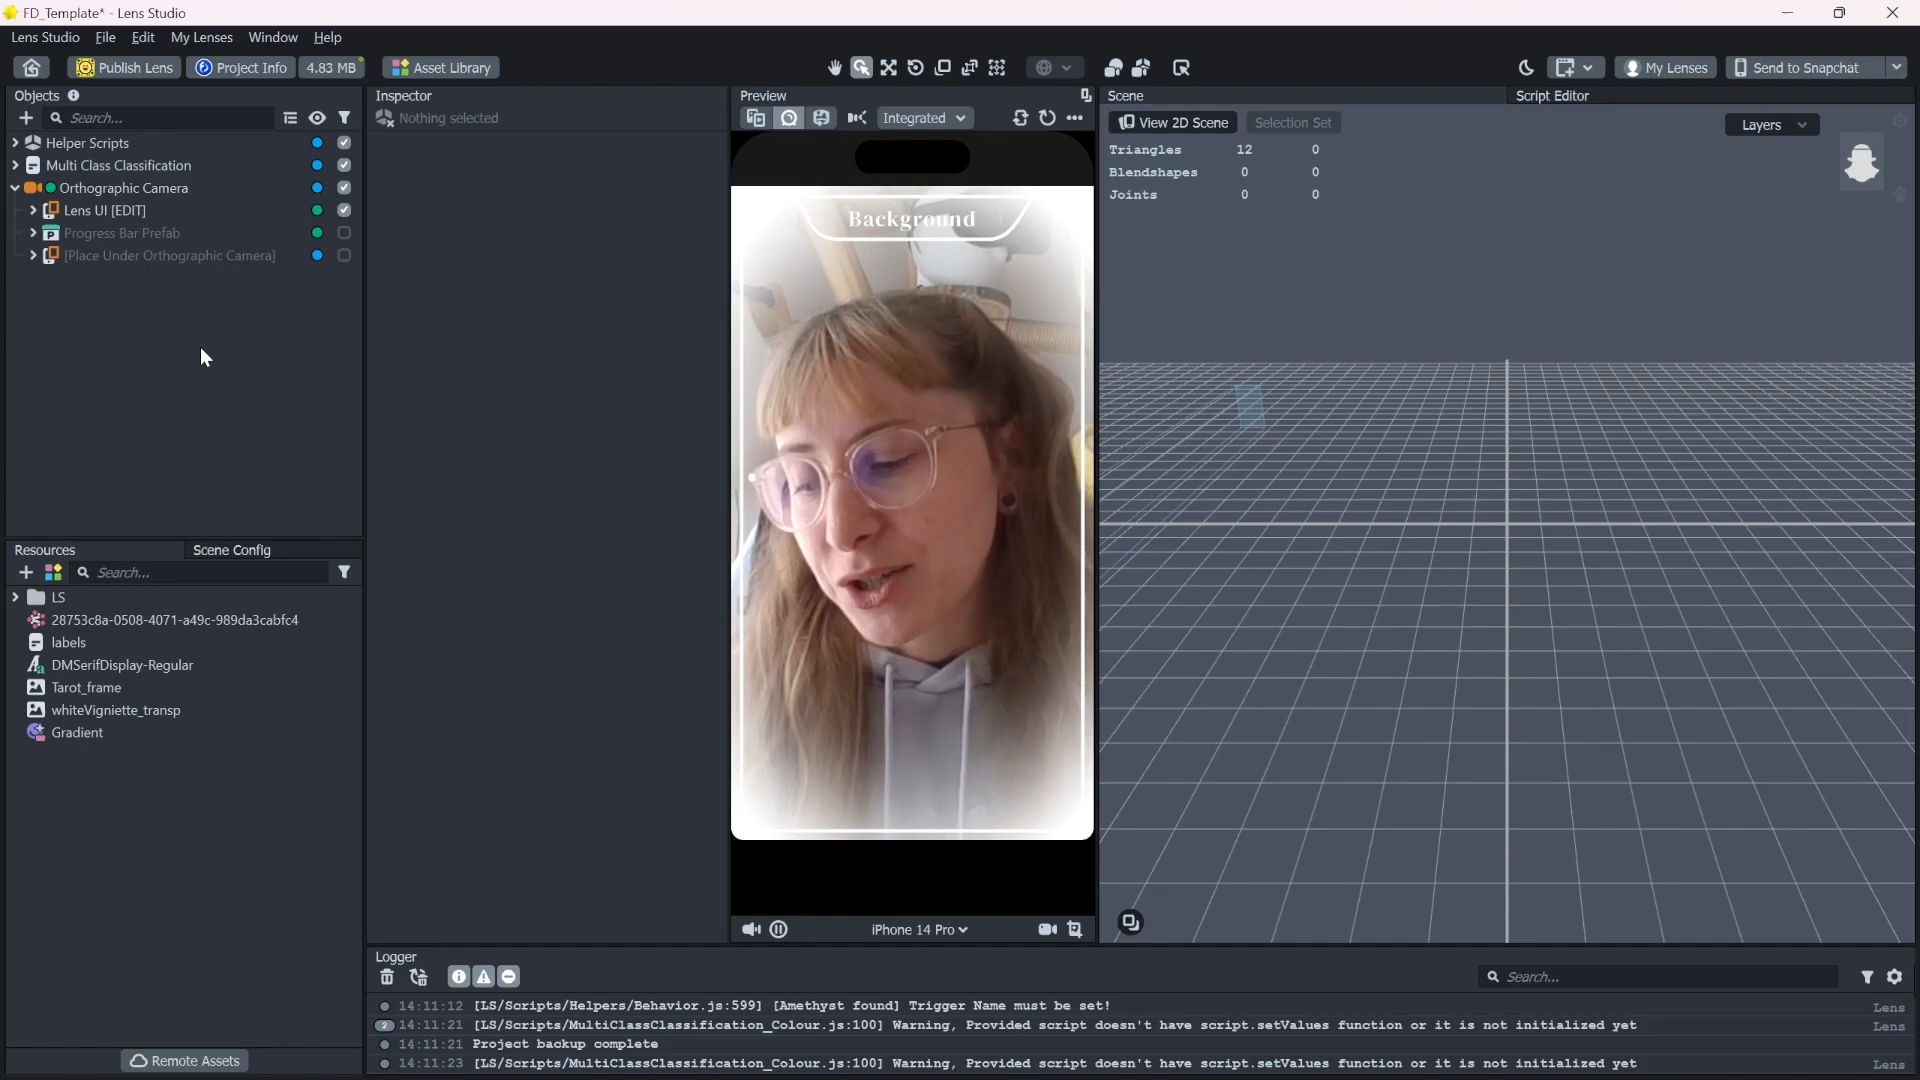 FD_Template* - Lens Studio
Lens Studio File Edit My Lenses Window Help
Publish Lens Project Info 4.83 MB Asset Library My Lenses Send to Snapchat
Objects
Search...
Helper Scripts
Multi Class Classification
Orthographic Camera
Lens UI [EDIT]
Progress Bar Prefab
[Place Under Orthographic Camera]
Resources Scene Config
Search...
LS
28753c8a-0508-4071-a49c-989da3cabfc4
labels
DMSerifDisplay-Regular
Tarot_frame
whiteVigniette_transp
Gradient
Remote Assets
Inspector
Nothing selected
Preview
Integrated
Background
iPhone 14 Pro
Scene Script Editor
View 2D Scene Selection Set Layers
Triangles 12 0
Blendshapes 0 0
Joints 0 0
Logger
Search...
14:11:12 [LS/Scripts/Helpers/Behavior.js:599] [Amethyst found] Trigger Name must be set! Lens
2 14:11:21 [LS/Scripts/MultiClassClassification_Colour.js:100] Warning, Provided script doesn't have script.setValues function or it is not initialized yet Lens
14:11:21 Project backup complete
14:11:23 [LS/Scripts/MultiClassClassification_Colour.js:100] Warning, Provided script doesn't have script.setValues function or it is not initialized yet Lens